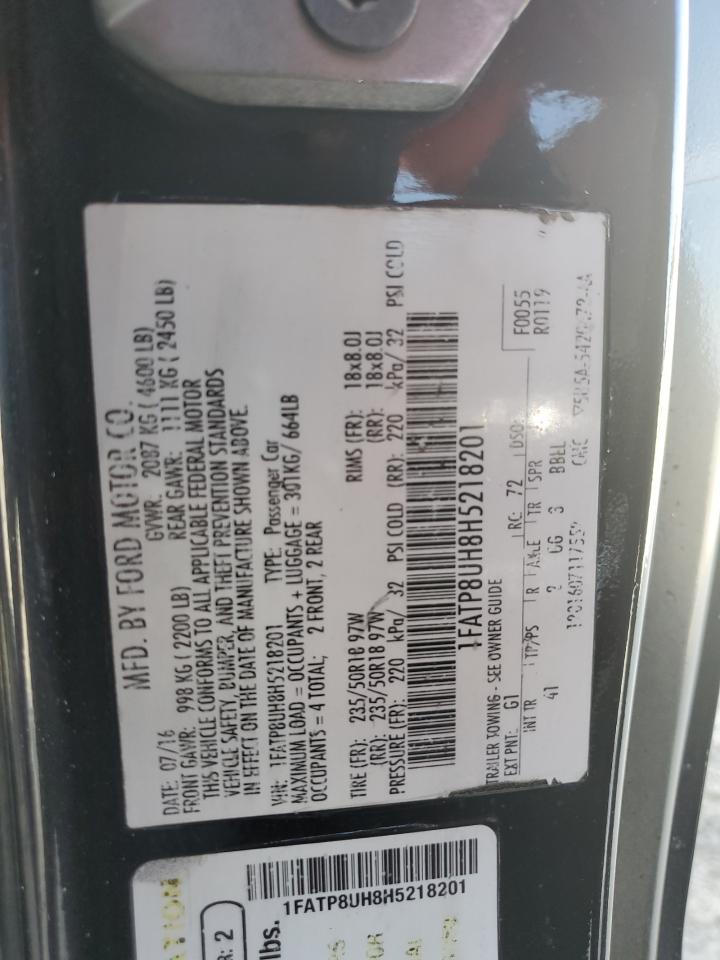 MFD. BY FORD MOTOR CO.
DATE: 07/16 GVWR: 2087 KG ( 4600 LB)
FRONT GAWR: 998 KG ( 2200 LB) REAR GAWR: 1111 KG ( 2450 LB)
THIS VEHICLE CONFORMS TO ALL APPLICABLE FEDERAL MOTOR
VEHICLE SAFETY, BUMPER, AND THEFT PREVENTION STANDARDS
IN EFFECT ON THE DATE OF MANUFACTURE SHOWN ABOVE.
VIN: 1FATP8UH8H5218201 TYPE: Passenger Car
MAXIMUM LOAD = OCCUPANTS + LUGGAGE = 301KG/ 664LB
OCCUPANTS = 4 TOTAL; 2 FRONT, 2 REAR
TIRE (FR): 235/50R18 97W RIMS (FR): 18x8.0J
(RR): 235/50R18 97W (RR): 18x8.0J
PRESSURE (FR): 220 kPa/ 32 PSI COLD (RR): 220 kPa/ 32 PSI COLD
1FATP8UH8H5218201
TRAILER TOWING - SEE OWNER GUIDE
EXT PNT: G1 RC: 72 DSO: F0055
R0119
INT TR TP/PS R AXLE TR SPR
41 2 UG 3
1FATP8UH8H5218201
R: 2
lbs.